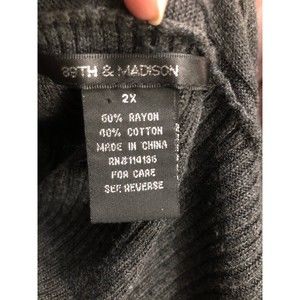 89TH & MADISON
2X
60% RAYON
40% COTTON
MADE IN CHINA
RN#114136
FOR CARE
SEE REVERSE